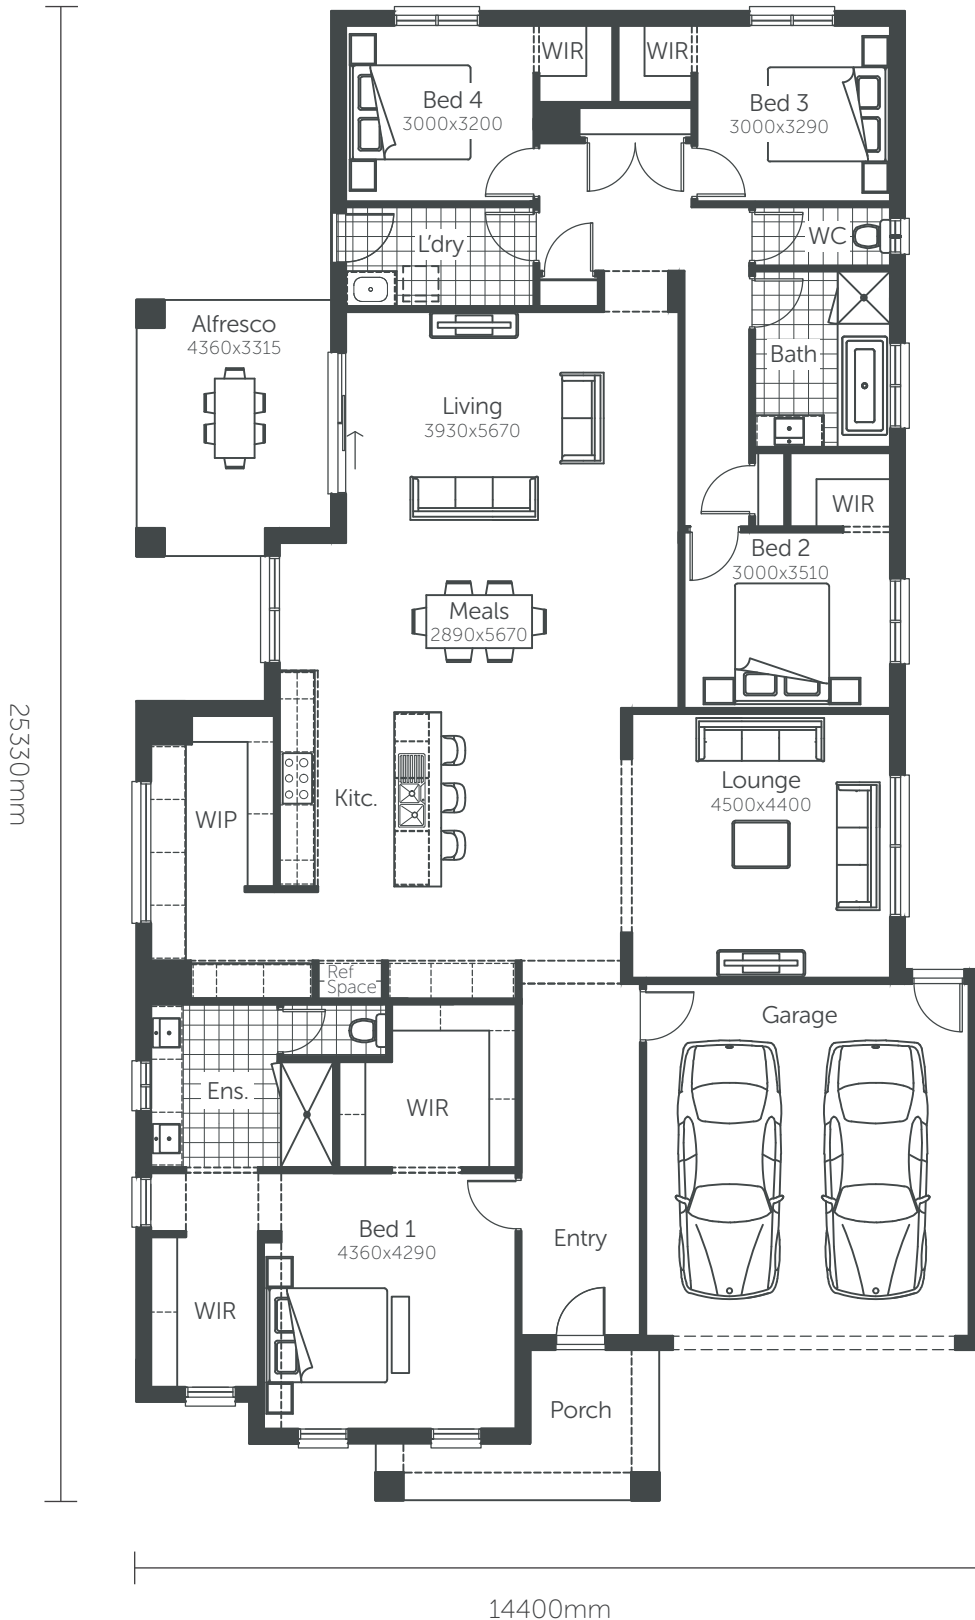 WIR
WIR
Bed 4
3000x3200
Bed 3
3000x3290
L'dry
WC
Alfresco
4360x3315
Bath
Living
3930x5670
WIR
Bed 2
3000x3510
Meals
2890x5670
25330mm
Lounge
4500x4400
Kitc.
WIP
Ref
Space
Garage
Ens.
WIR
Bed 1
4360x4290
Entry
WIR
Porch
14400mm